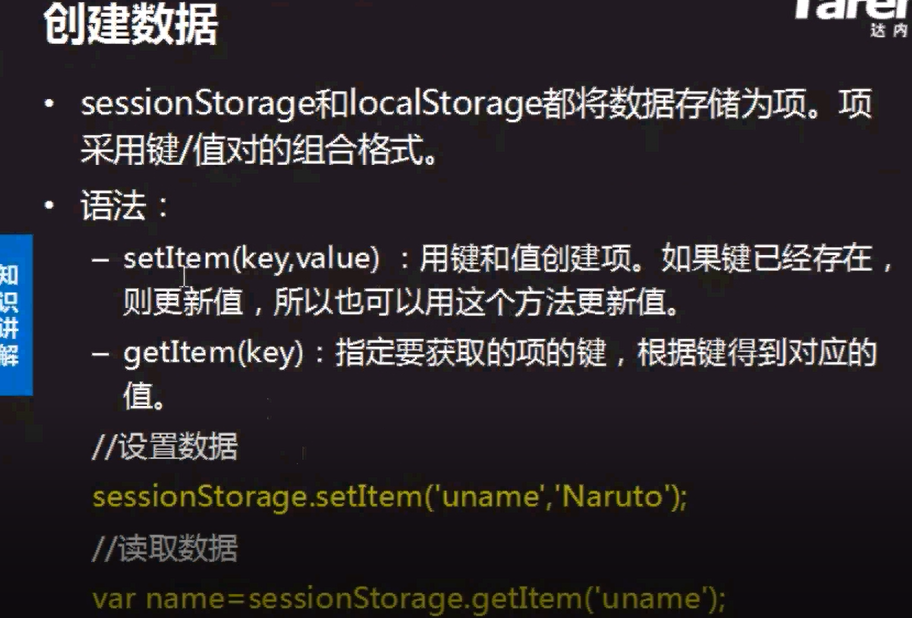 创建数据
达内
• sessionStorage和localStorage都将数据存储为项。项
采用键/值对的组合格式。
• 语法：
知识讲解
– setItem(key,value) ：用键和值创建项。如果键已经存在，
则更新值，所以也可以用这个方法更新值。
– getItem(key)：指定要获取的项的键，根据键得到对应的
值。
//设置数据
sessionStorage.setItem('uname','Naruto');
//读取数据
var name=sessionStorage.getItem('uname');